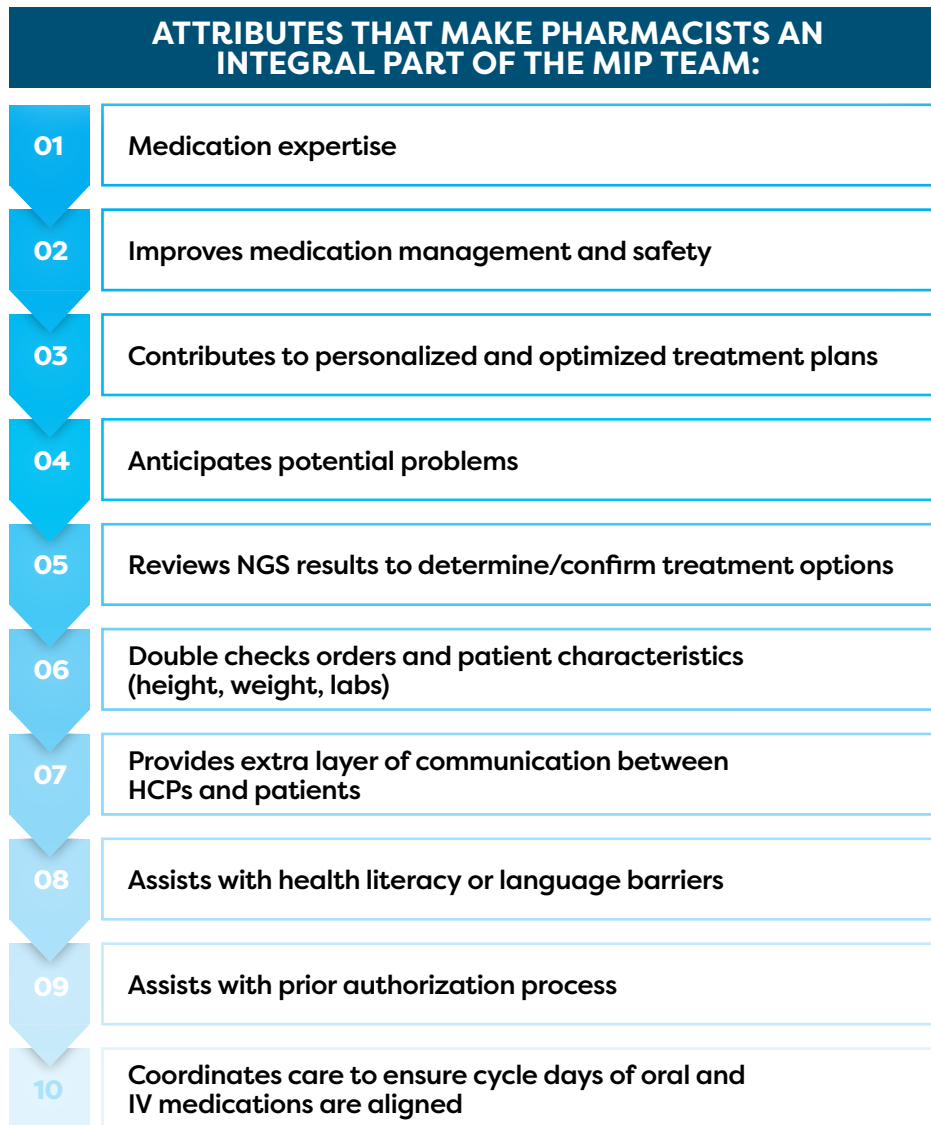 ATTRIBUTES THAT MAKE PHARMACISTS AN
INTEGRAL PART OF THE MIP TEAM:
01
Medication expertise
02
Improves medication management and safety
03
Contributes to personalized and optimized treatment plans
04
Anticipates potential problems
05
Reviews NGS results to determine/confirm treatment options
06
Double checks orders and patient characteristics
(height, weight, labs)
07
Provides extra layer of communication between
HCPs and patients
08
Assists with health literacy or language barriers
09
Assists with prior authorization process
10
Coordinates care to ensure cycle days of oral and
IV medications are aligned